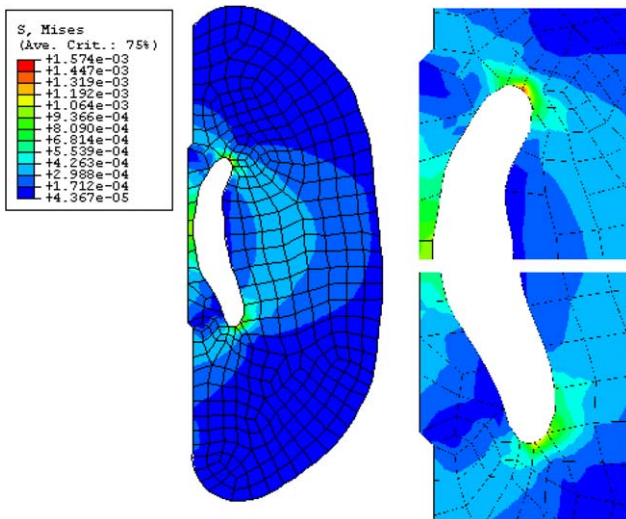 S, Mises
(Ave. Crit.: 75%)
+1.574e-03
+1.447e-03
+1.319e-03
+1.192e-03
+1.064e-03
+9.366e-04
+8.090e-04
+6.814e-04
+5.539e-04
+4.263e-04
+2.988e-04
+1.712e-04
+4.367e-05